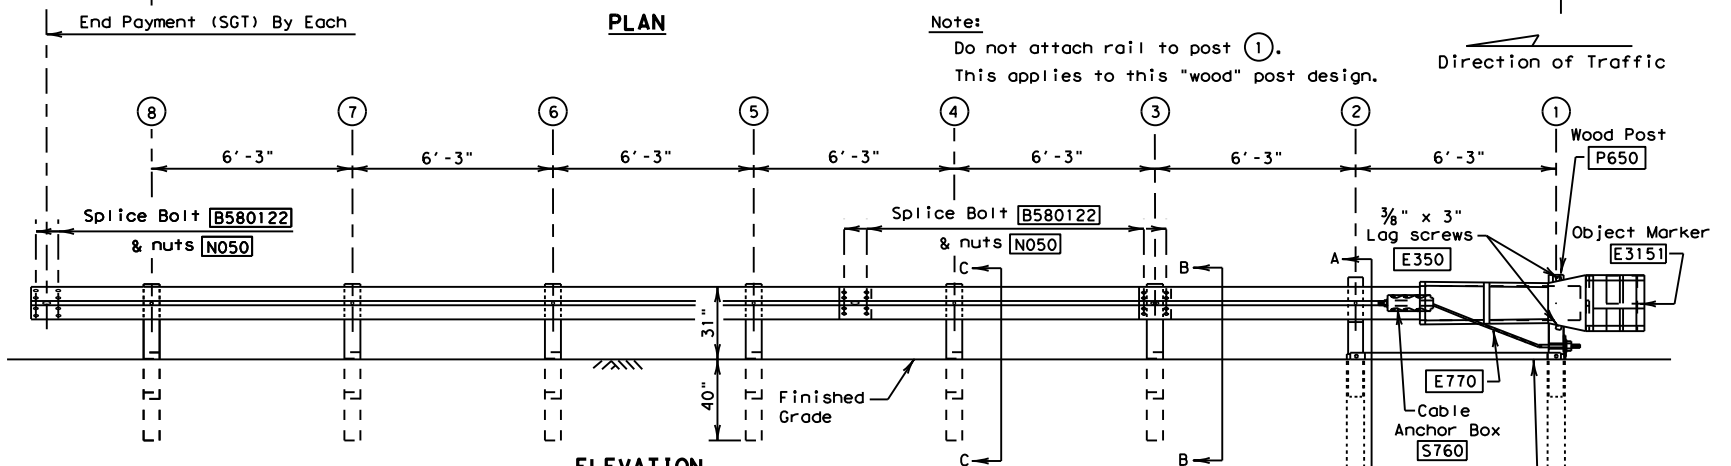 End Payment (SGT) By Each
PLAN
Note:
Do not attach rail to post 1.
This applies to this "wood" post design.
Direction of Traffic
8 7 6 5 4 3 2 1
6'-3" 6'-3" 6'-3" 6'-3" 6'-3" 6'-3" 6'-3"
Wood Post
P650
Splice Bolt B580122
& nuts N050
Splice Bolt B580122
& nuts N050
3/8" x 3"
Lag screws
E350
Object Marker
E3151
C
B
A
31"
40"
Finished
Grade
E770
Cable
Anchor Box
S760
C
B
ELEVATION